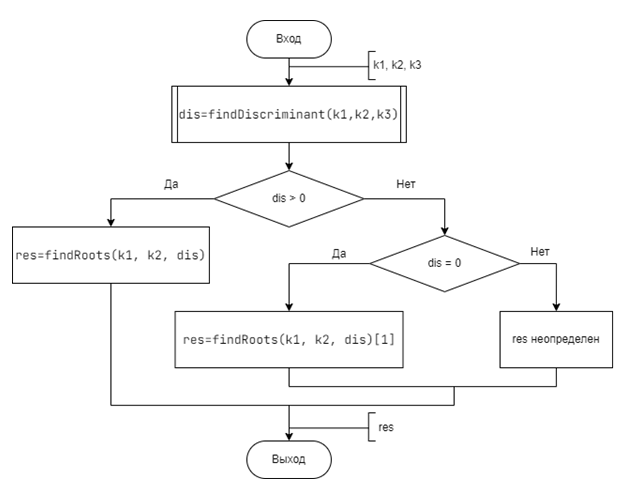 Вход
k1, k2, k3
dis=findDiscriminant(k1,k2,k3)
Да
Нет
dis > 0
res=findRoots(k1, k2, dis)
Да
Нет
dis = 0
res=findRoots(k1, k2, dis)[1]
res неопределен
res
Выход